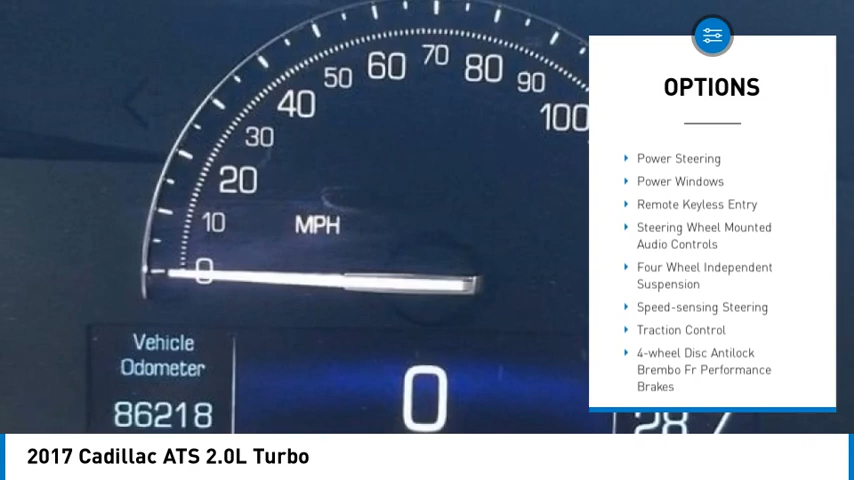 0
10
20
30
40
50
60
70
80
90
100
MPH
Vehicle
Odometer
86218
0
OPTIONS
Power Steering
Power Windows
Remote Keyless Entry
Steering Wheel Mounted
Audio Controls
Four Wheel Independent
Suspension
Speed-sensing Steering
Traction Control
4-wheel Disc Antilock
Brembo Fr Performance
Brakes
2017 Cadillac ATS 2.0L Turbo